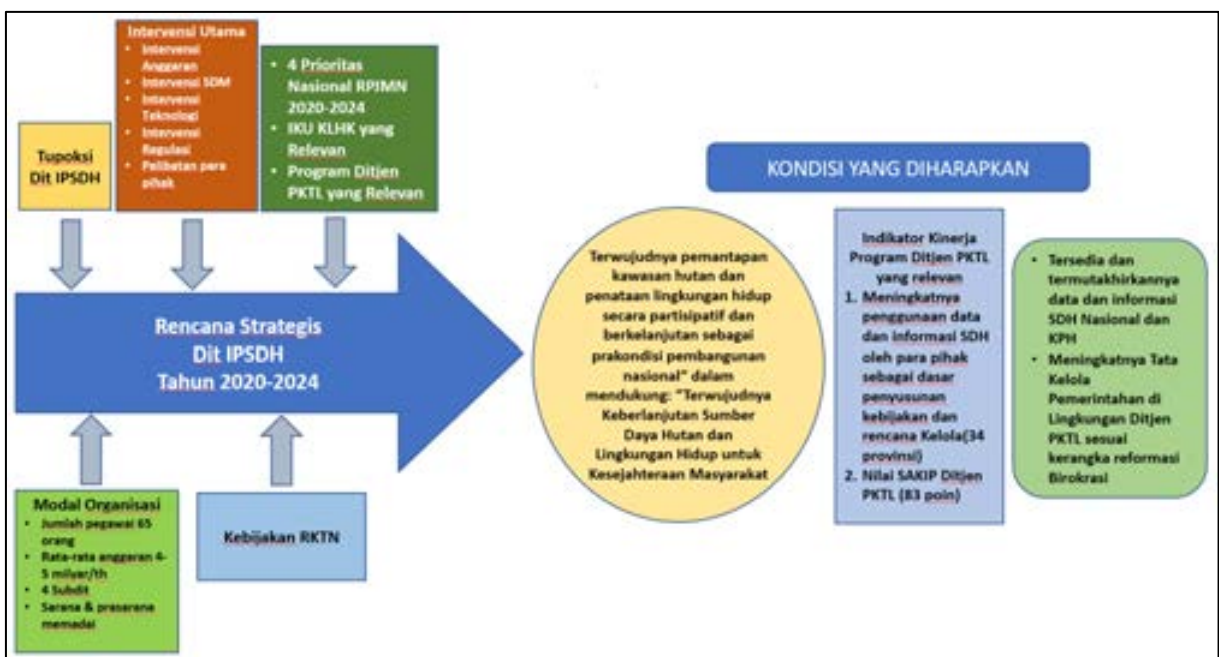 Intervensi Utama
• Intervensi
Anggaran
• Intervensi SDM
• Intervensi
Teknologi
• Intervensi
Regulasi
• Pelibatan para
pihak
• 4 Prioritas
Nasional RPJMN
2020-2024
• IKU KLHK yang
Relevan
• Program Ditjen
PKTL yang Relevan
Tupoksi
Dit IPSDH
Rencana Strategis
Dit IPSDH
Tahun 2020-2024
Modal Organisasi
• Jumlah pegawai 65
orang
• Rata-rata anggaran 4-
5 milyar/th
• 4 Subdit
• Sarana & prasarana
memadai
Kebijakan RKTN
KONDISI YANG DIHARAPKAN
Terwujudnya pemantapan
kawasan hutan dan
penataan lingkungan hidup
secara partisipatif dan
berkelanjutan sebagai
prakondisi pembangunan
nasional" dalam
mendukung: "Terwujudnya
Keberlanjutan Sumber
Daya Hutan dan
Lingkungan Hidup untuk
Kesejahteraan Masyarakat
Indikator Kinerja
Program Ditjen PKTL
yang relevan
1. Meningkatnya
penggunaan data
dan informasi SDH
oleh para pihak
sebagai dasar
penyusunan
kebijakan dan
rencana Kelola(34
provinsi)
2. Nilai SAKIP Ditjen
PKTL (83 poin)
• Tersedia dan
termutakhirkannya
data dan informasi
SDH Nasional dan
KPH
• Meningkatnya Tata
Kelola
Pemerintahan di
Lingkungan Ditjen
PKTL sesuai
kerangka reformasi
Birokrasi